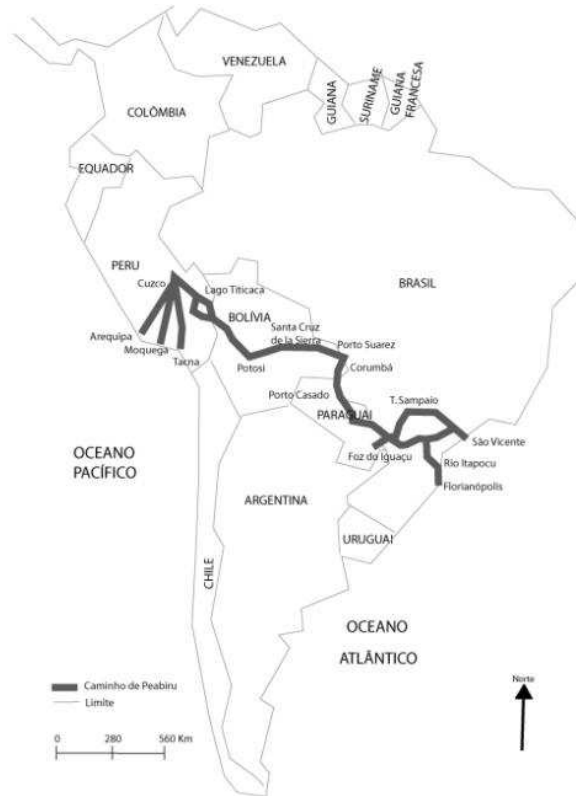 VENEZUELA
GUIANA
SURINAME
GUIANA
FRANCESA
COLÔMBIA
EQUADOR
PERU
BRASIL
Cuzco
Lago Titicaca
BOLÍVIA
Santa Cruz
de la Sierra
Porto Suarez
Arequipa
Moquega
Tacna
Potosi
Corumbá
Porto Casado
T. Sampaio
PARAGUAI
São Vicente
Foz do Iguaçu
Rio Itapocu
Florianópolis
OCEANO
PACÍFICO
ARGENTINA
URUGUAI
CHILE
OCEANO
ATLÂNTICO
Norte
Caminho de Peabiru
Limite
0 280 560 Km